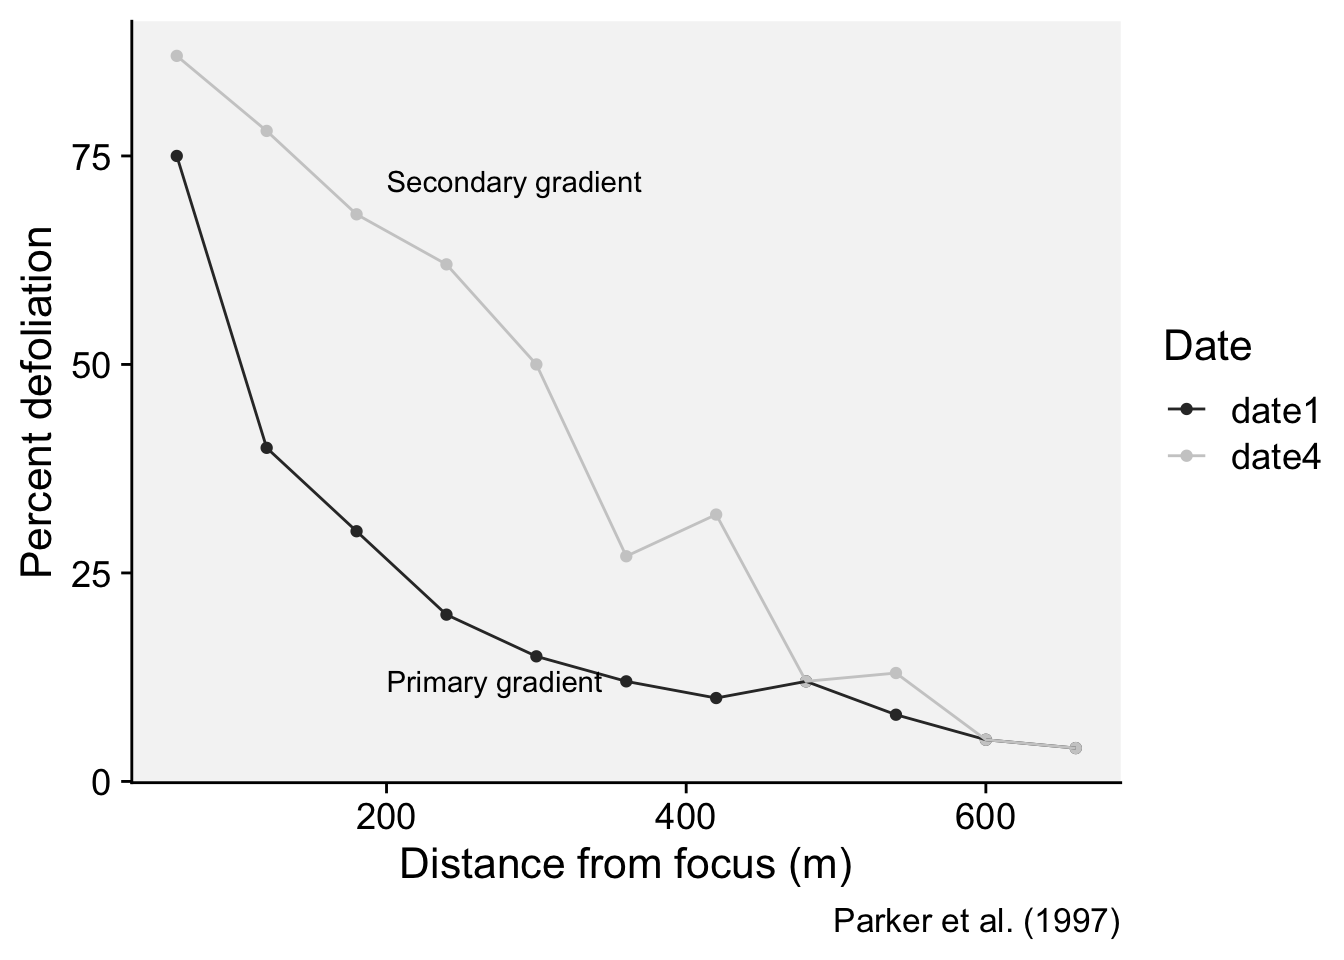 Percent defoliation
75
50
25
0
Secondary gradient
Primary gradient
200
400
600
Distance from focus (m)
Date
date1
date4
Parker et al. (1997)